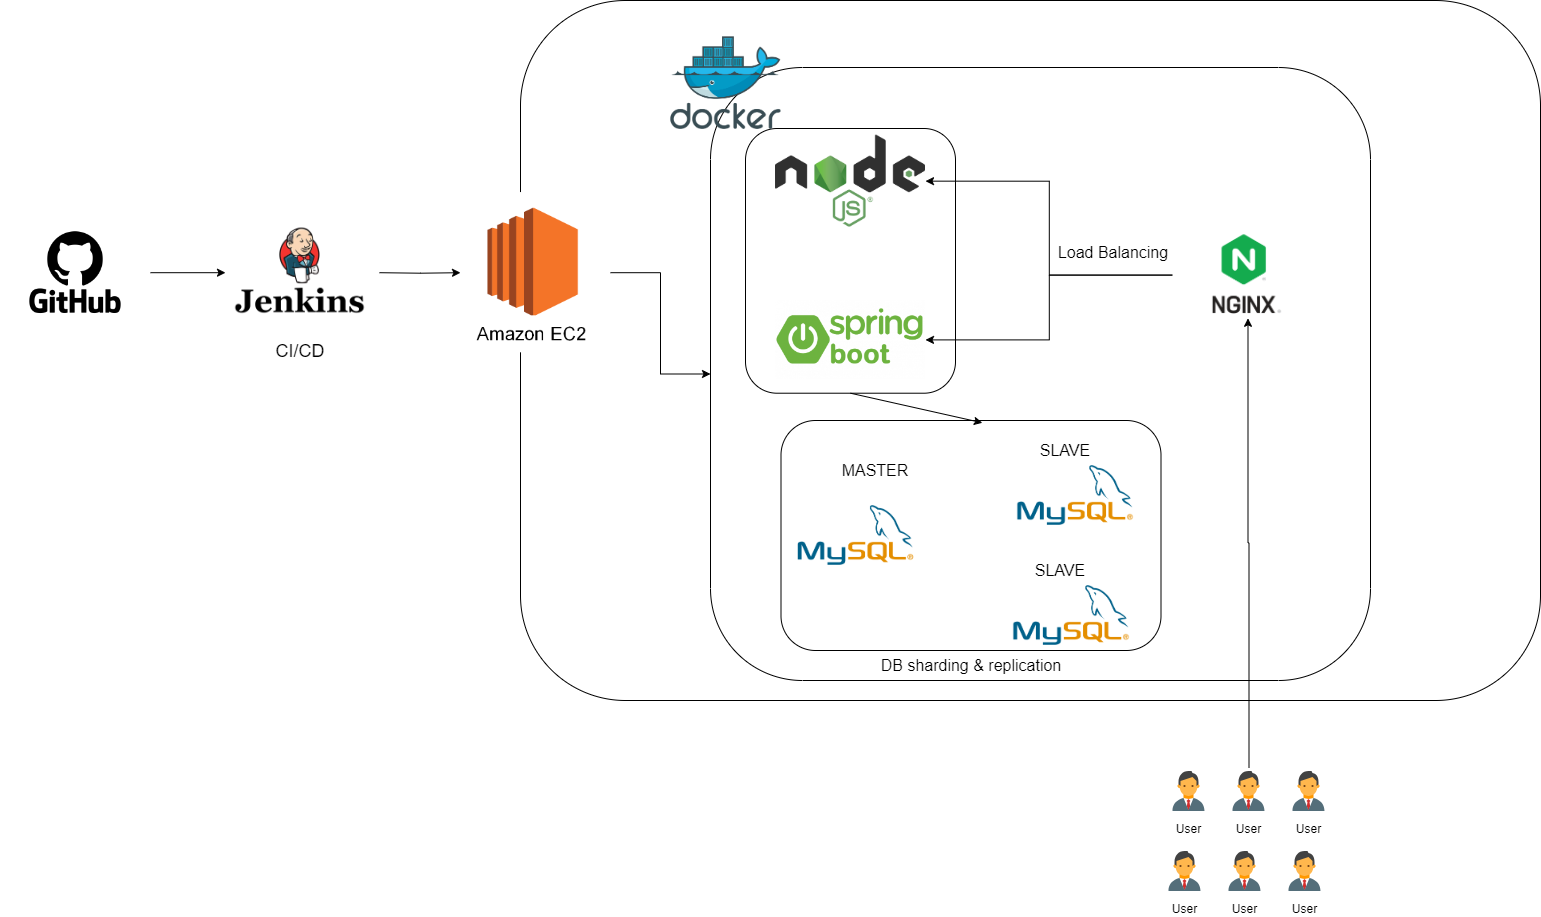 docker
node
JS
Load Balancing
N
NGINX
GitHub
Jenkins
CI/CD
Amazon EC2
spring
boot
MASTER
MySQL
SLAVE
MySQL
SLAVE
MySQL
DB sharding & replication
User
User
User
User
User
User